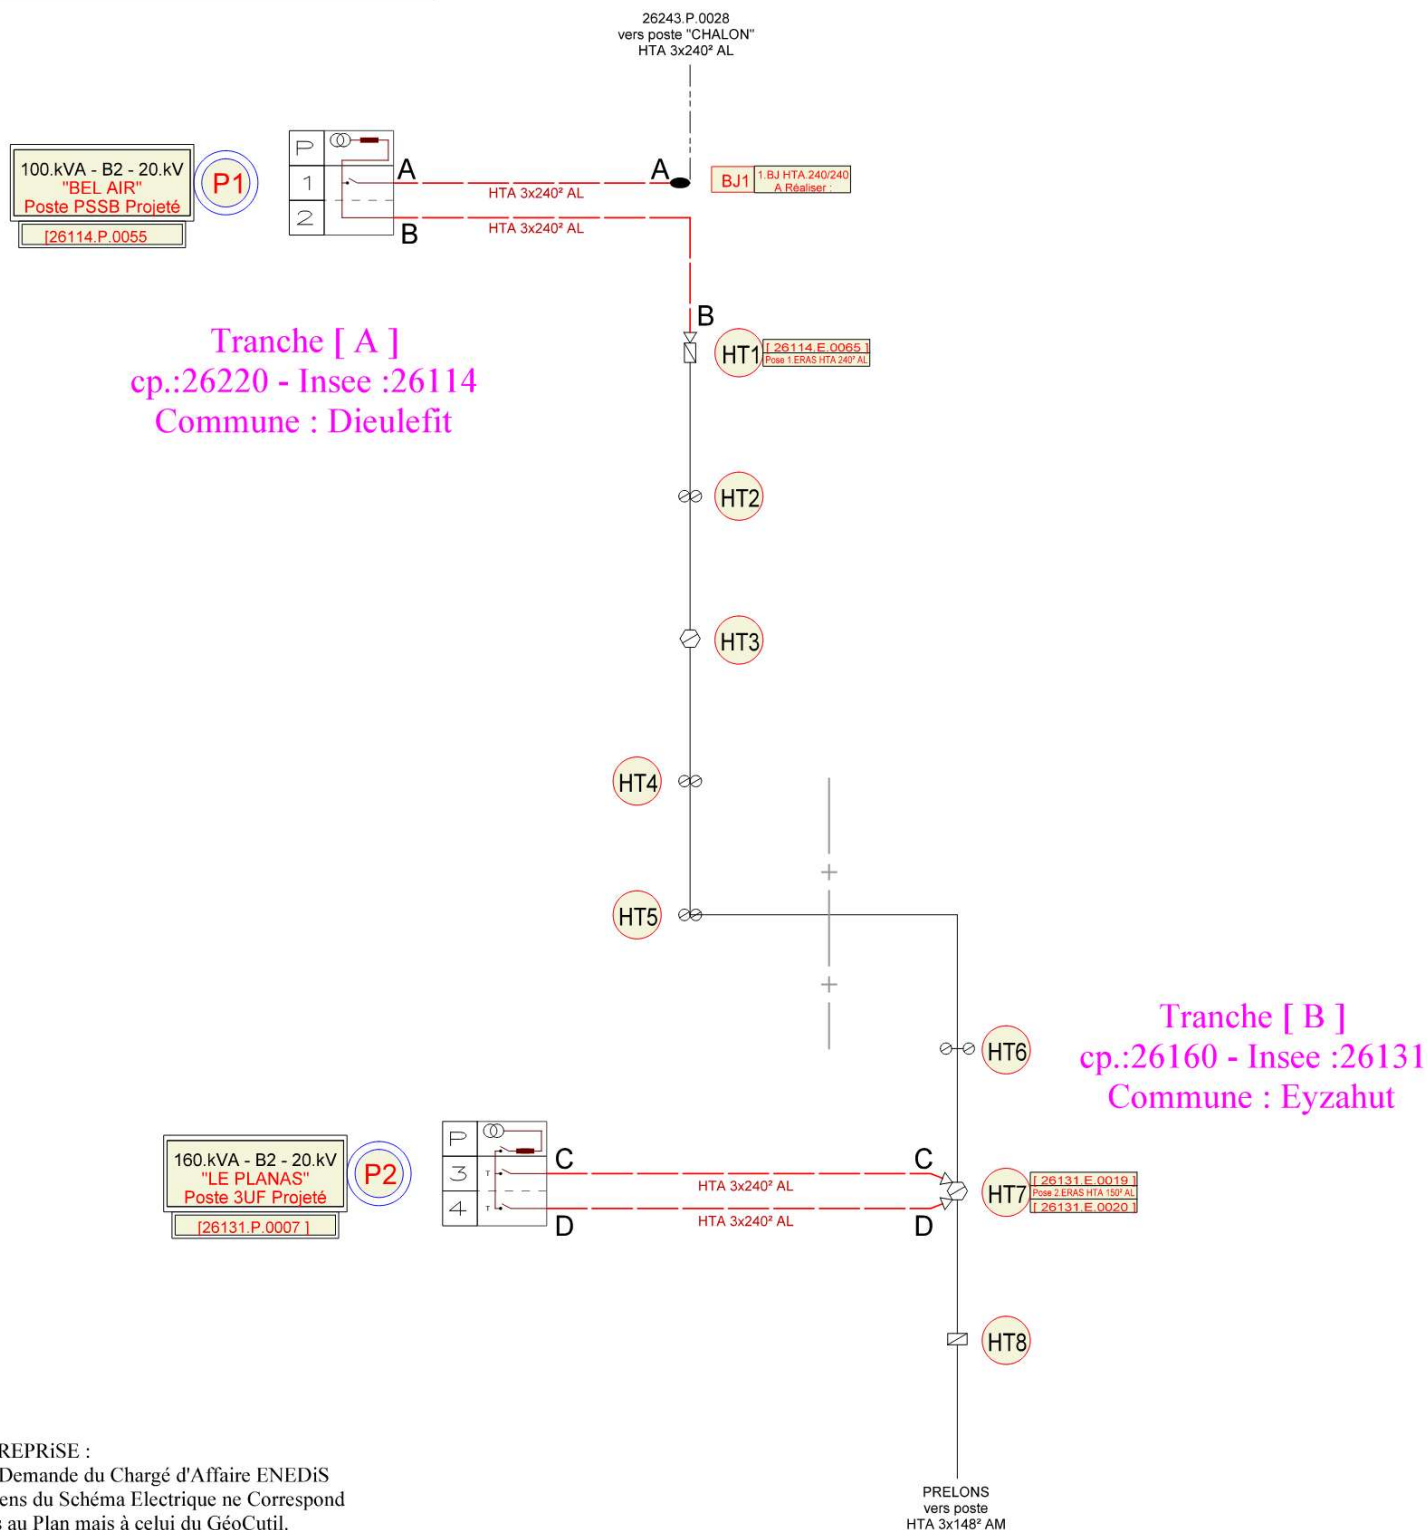 26243.P.0028
vers poste "CHALON"
HTA 3x240² AL
100.kVA - B2 - 20.kV
"BEL AIR"
Poste PSSB Projeté
[26114.P.0055
P1
P
1
2
A
HTA 3x240² AL
A
BJ1
1.BJ HTA.240/240
A Réaliser :
B
HTA 3x240² AL
B
HT1
[ 26114.E.0065 ]
Pose 1.ERAS HTA 240² AL
Tranche [ A ]
cp.:26220 - Insee :26114
Commune : Dieulefit
HT2
HT3
HT4
HT5
HT6
Tranche [ B ]
cp.:26160 - Insee :26131
Commune : Eyzahut
160.kVA - B2 - 20.kV
"LE PLANAS"
Poste 3UF Projeté
[26131.P.0007 ]
P2
P
3
T
4
T
C
HTA 3x240² AL
C
D
HTA 3x240² AL
D
HT7
[ 26131.E.0019 ]
Pose 2.ERAS HTA 150² AL
[ 26131.E.0020 ]
HT8
REPRiSE :
Demande du Chargé d'Affaire ENEDiS
ens du Schéma Electrique ne Correspond
s au Plan mais à celui du GéoCutil.
PRELONS
vers poste
HTA 3x148² AM